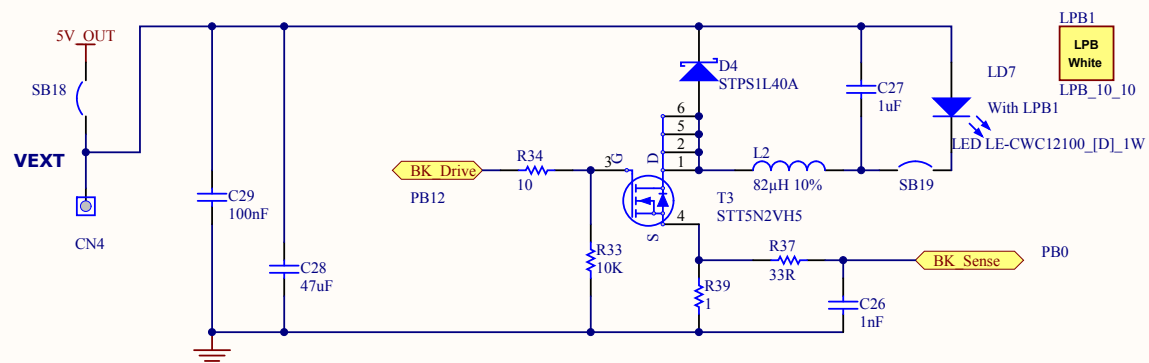 LPB1
LPB
White
LPB_10_10
5V_OUT
SB18
VEXT
CN4
C29
100nF
C28
47uF
BK_Drive
PB12
R34
10
R33
10K
3
G
D
S
6
5
2
1
4
D4
STPS1L40A
T3
STT5N2VH5
L2
82µH 10%
C27
1uF
SB19
LD7
With LPB1
LED LE-CWC12100_[D]_1W
R37
33R
R39
1
C26
1nF
BK_Sense
PB0